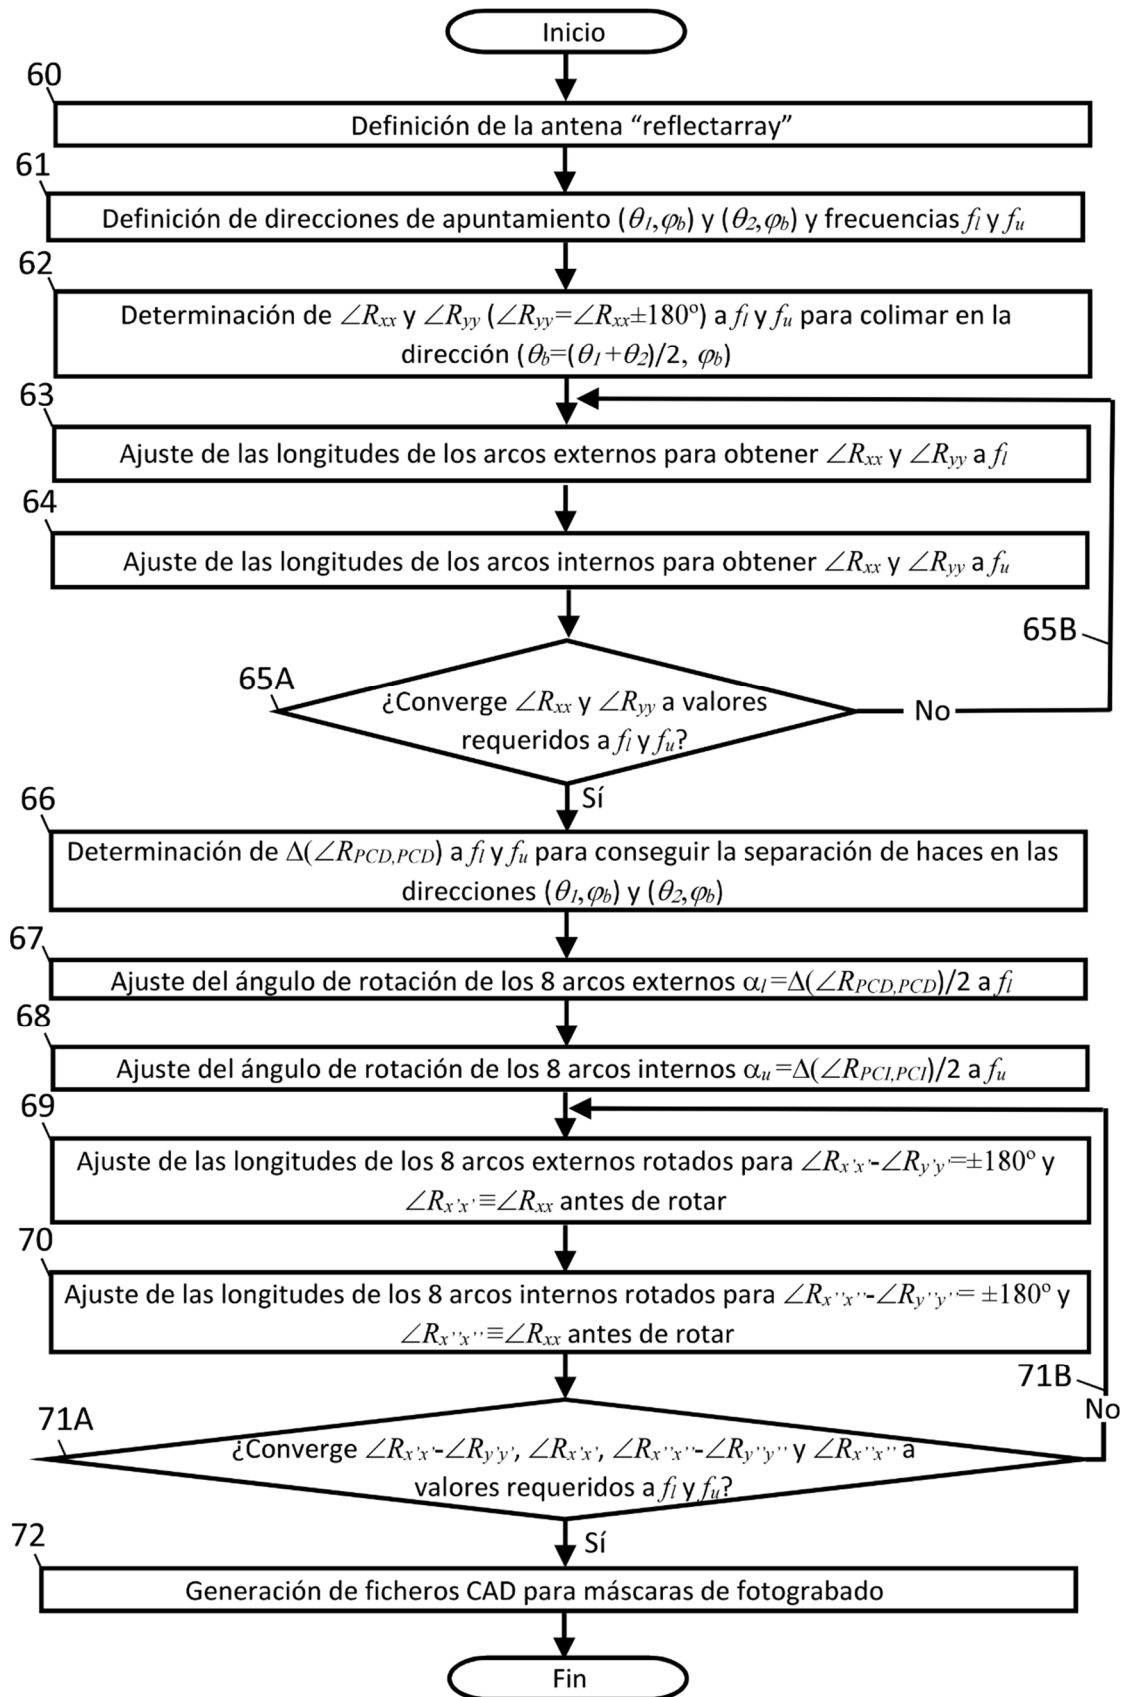 Inicio
60
Definición de la antena “reflectarray”
61
Definición de direcciones de apuntamiento (θ1,φb) y (θ2,φb) y frecuencias fl y fu
62
Determinación de ∠Rxx y ∠Ryy (∠Ryy=∠Rxx±180º) a fl y fu para colimar en la
dirección (θb=(θ1+θ2)/2, φb)
63
Ajuste de las longitudes de los arcos externos para obtener ∠Rxx y ∠Ryy a fl
64
Ajuste de las longitudes de los arcos internos para obtener ∠Rxx y ∠Ryy a fu
65B
65A
¿Converge ∠Rxx y ∠Ryy a valores
requeridos a fl y fu?
No
Sí
66
Determinación de Δ(∠RPCD,PCD) a fl y fu para conseguir la separación de haces en las
direcciones (θ1,φb) y (θ2,φb)
67
Ajuste del ángulo de rotación de los 8 arcos externos αl=Δ(∠RPCD,PCD)/2 a fl
68
Ajuste del ángulo de rotación de los 8 arcos internos αu=Δ(∠RPCI,PCI)/2 a fu
69
Ajuste de las longitudes de los 8 arcos externos rotados para ∠Rx'x'-∠Ry'y'=±180º y
∠Rx'x'≡∠Rxx antes de rotar
70
Ajuste de las longitudes de los 8 arcos internos rotados para ∠Rx''x''-∠Ry''y''= ±180º y
∠Rx''x''≡∠Rxx antes de rotar
71B
No
71A
¿Converge ∠Rx'x'-∠Ry'y', ∠Rx'x', ∠Rx''x''-∠Ry''y'' y ∠Rx''x'' a
valores requeridos a fl y fu?
Sí
72
Generación de ficheros CAD para máscaras de fotograbado
Fin